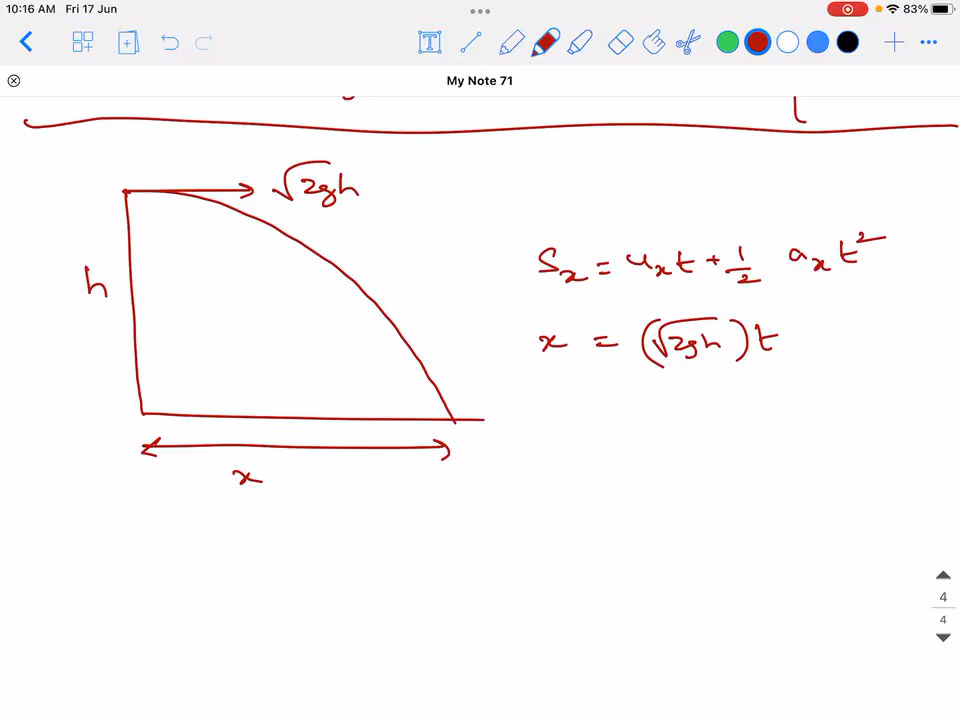 10:16 AM Fri 17 Jun
83%
My Note 71
√2gh
h
x
Sx = uxt + 1/2 axt²
x = (√2gh)t
4
4